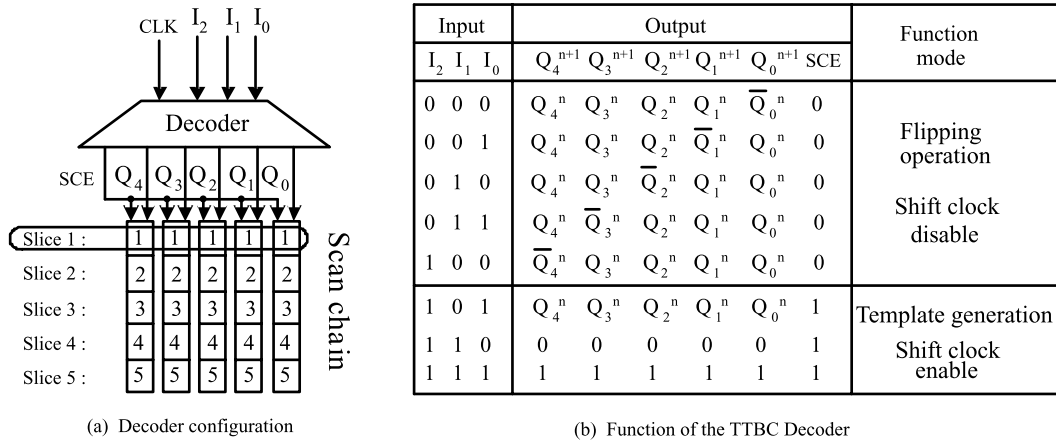 CLK I₂ I₁ I₀
Decoder
SCE Q₄ Q₃ Q₂ Q₁ Q₀
Slice 1 : 1 1 1 1 1
Slice 2 : 2 2 2 2 2
Slice 3 : 3 3 3 3 3
Slice 4 : 4 4 4 4 4
Slice 5 : 5 5 5 5 5
Scan chain
(a) Decoder configuration
Input Output Function mode
I₂ I₁ I₀ Q₄ⁿ⁺¹ Q₃ⁿ⁺¹ Q₂ⁿ⁺¹ Q₁ⁿ⁺¹ Q₀ⁿ⁺¹ SCE
0 0 0 Q₄ⁿ Q₃ⁿ Q₂ⁿ Q₁ⁿ Q̅₀ⁿ 0
0 0 1 Q₄ⁿ Q₃ⁿ Q₂ⁿ Q̅₁ⁿ Q₀ⁿ 0
0 1 0 Q₄ⁿ Q₃ⁿ Q̅₂ⁿ Q₁ⁿ Q₀ⁿ 0
0 1 1 Q₄ⁿ Q̅₃ⁿ Q₂ⁿ Q₁ⁿ Q₀ⁿ 0
1 0 0 Q̅₄ⁿ Q₃ⁿ Q₂ⁿ Q₁ⁿ Q₀ⁿ 0
Flipping
operation
Shift clock
disable
1 0 1 Q₄ⁿ Q₃ⁿ Q₂ⁿ Q₁ⁿ Q₀ⁿ 1
1 1 0 0 0 0 0 0 1
1 1 1 1 1 1 1 1 1
Template generation
Shift clock
enable
(b) Function of the TTBC Decoder